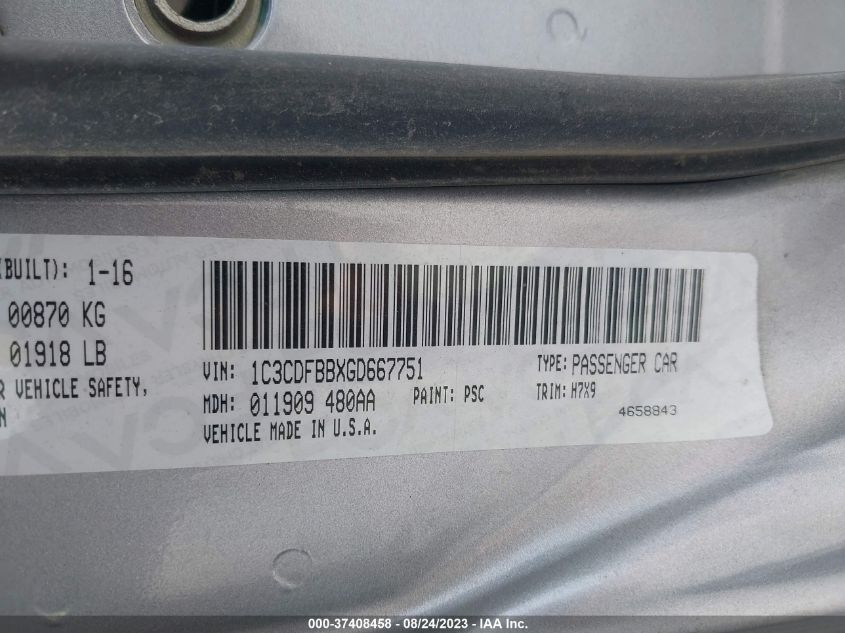 (BUILT): 1-16
00870 KG
01918 LB
R VEHICLE SAFETY,
N
VIN: 1C3CDFBBXGD667751
TYPE: PASSENGER CAR
MDH: 011909 480AA
PAINT: PSC
TRIM: H7X9
VEHICLE MADE IN U.S.A.
4658843
000-37408458 - 08/24/2023 - IAA Inc.